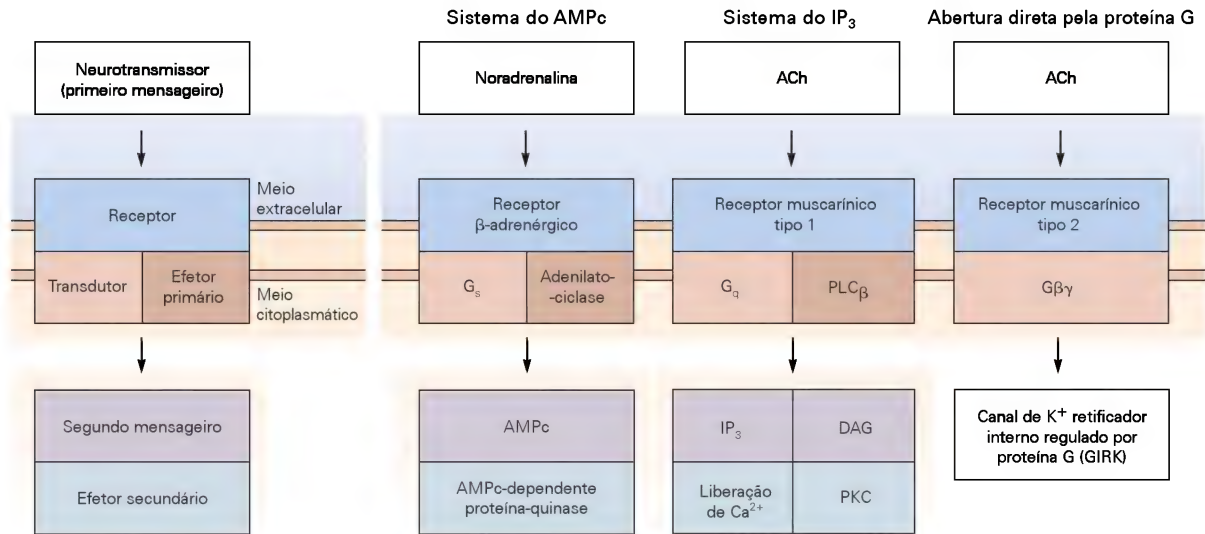 Sistema do AMPc
Sistema do IP₃
Abertura direta pela proteína G
Neurotransmissor
(primeiro mensageiro)
Noradrenalina
ACh
ACh
Receptor
Meio
extracelular
Receptor
β-adrenérgico
Receptor muscarínico
tipo 1
Receptor muscarínico
tipo 2
Transdutor
Efetor
primário
Meio
citoplasmático
Gₛ
Adenilato-
-ciclase
G_q
PLCβ
Gβγ
Segundo mensageiro
AMPc
IP₃
DAG
Canal de K⁺ retificador
interno regulado por
proteína G (GIRK)
Efetor secundário
AMPc-dependente
proteína-quinase
Liberação
de Ca²⁺
PKC